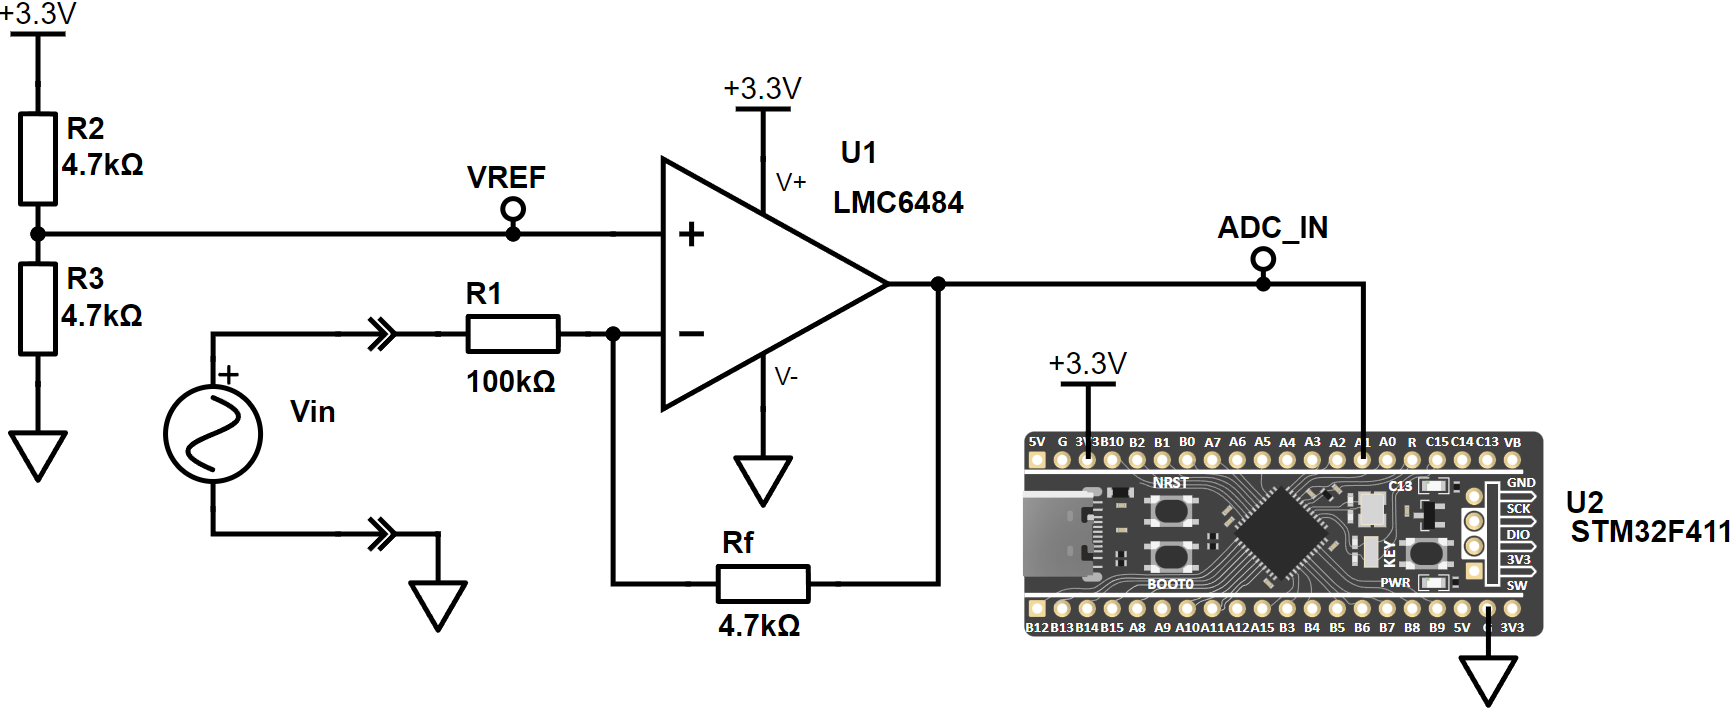 +3.3V
R2
4.7kΩ
R3
4.7kΩ
VREF
+3.3V
V+
U1
LMC6484
+
−
V-
R1
100kΩ
+
Vin
Rf
4.7kΩ
ADC_IN
+3.3V
5V G 3V3 B10 B2 B1 B0 A7 A6 A5 A4 A3 A2 A1 A0 R C15 C14 C13 VB
NRST
BOOT0
C13
KEY
PWR
GND
SCK
DIO
3V3
SW
U2
STM32F411
B12 B13 B14 B15 A8 A9 A10 A11 A12 A15 B3 B4 B5 B6 B7 B8 B9 5V G 3V3